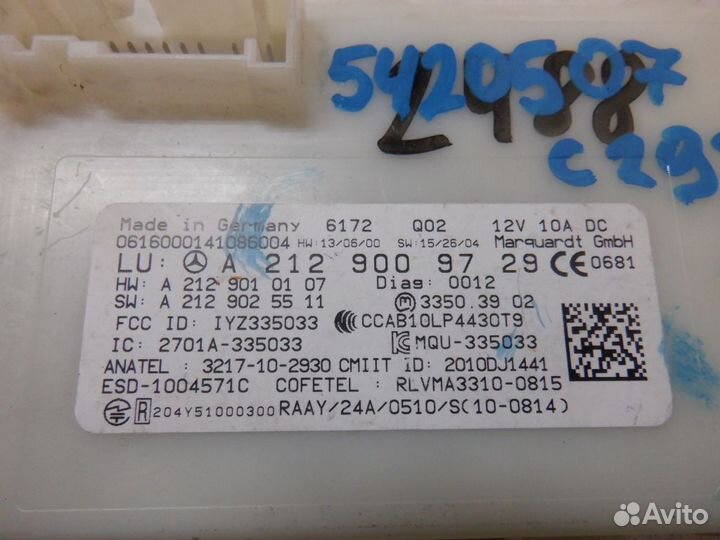 5420507
2488
C 29
Made in Germany 6172 Q02 12V 10A DC
0616000141086004 HW:13/06/00 SW:15/26/04 Marquardt GmbH
LU: A 212 900 97 29 CE 0681
HW: A 212 901 01 07 Diag: 0012
SW: A 212 902 55 11 3350.39 02
FCC ID: IYZ335033 CCAB10LP4430T9
IC: 2701A-335033 MQU-335033
ANATEL: 3217-10-2930 CMIIT ID: 2010DJ1441
ESD-1004571C COFETEL: RLVMA3310-0815
R 204Y51000300 RAAY/24A/0510/S(10-0814)
Avito